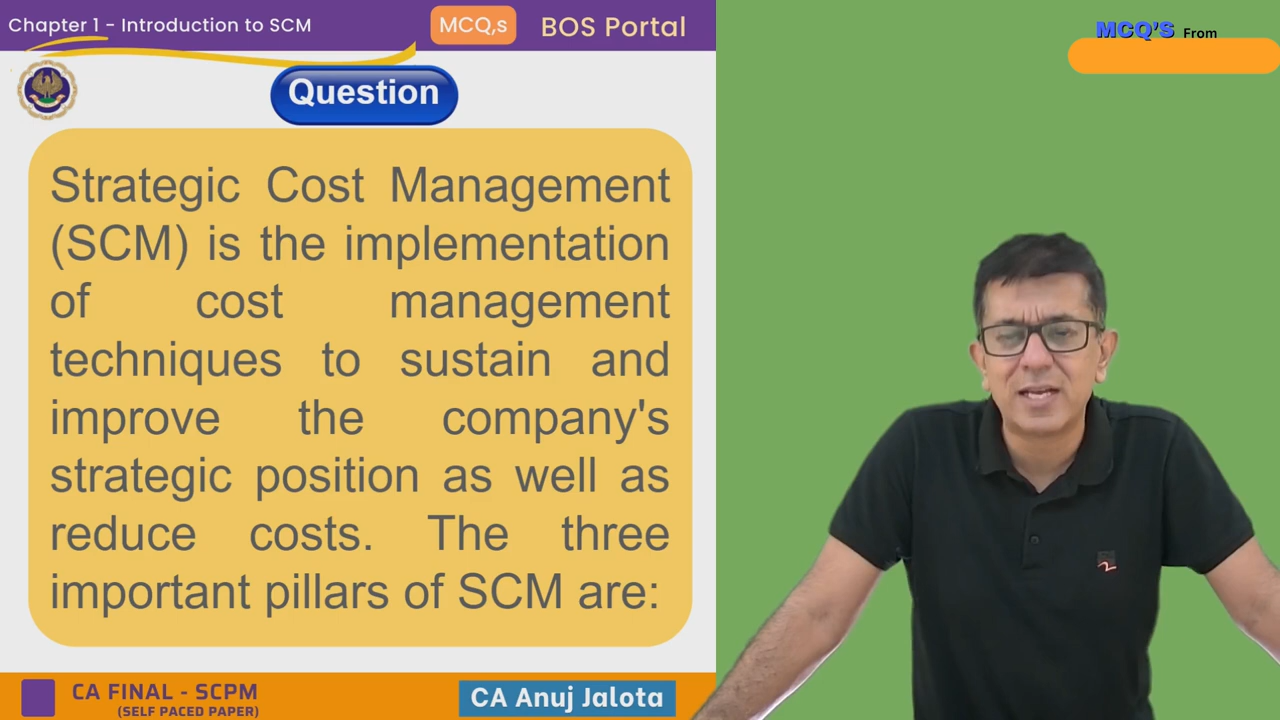 Chapter 1 - Introduction to SCM
MCQ,s
BOS Portal
MCQ'S From
Question
Strategic Cost Management
(SCM) is the implementation
of cost management
techniques to sustain and
improve the company's
strategic position as well as
reduce costs. The three
important pillars of SCM are:
CA FINAL - SCPM
(SELF PACED PAPER)
CA Anuj Jalota